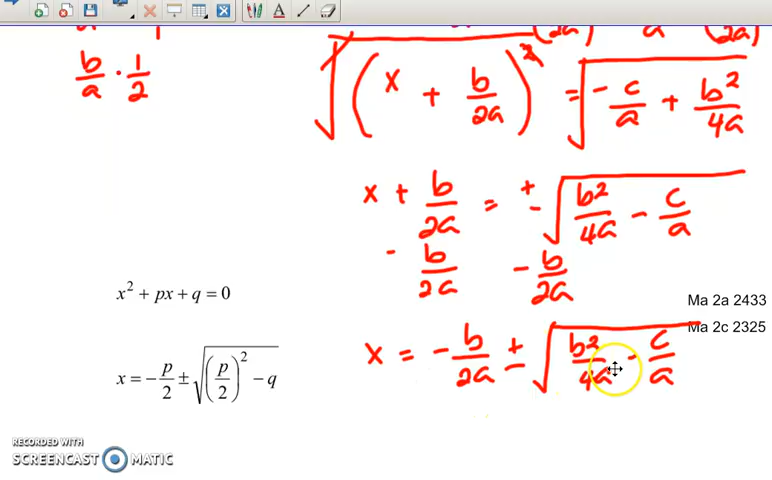 b/a · 1/2
√(x + b/2a)² = √-c/a + b²/4a
x + b/2a = ± √b²/4a - c/a
- b/2a - b/2a
x² + px + q = 0
Ma 2a 2433
Ma 2c 2325
x = -b/2a ± √b²/4a - c/a
x = -p/2 ± √(p/2)² - q
RECORDED WITH
SCREENCAST O MATIC